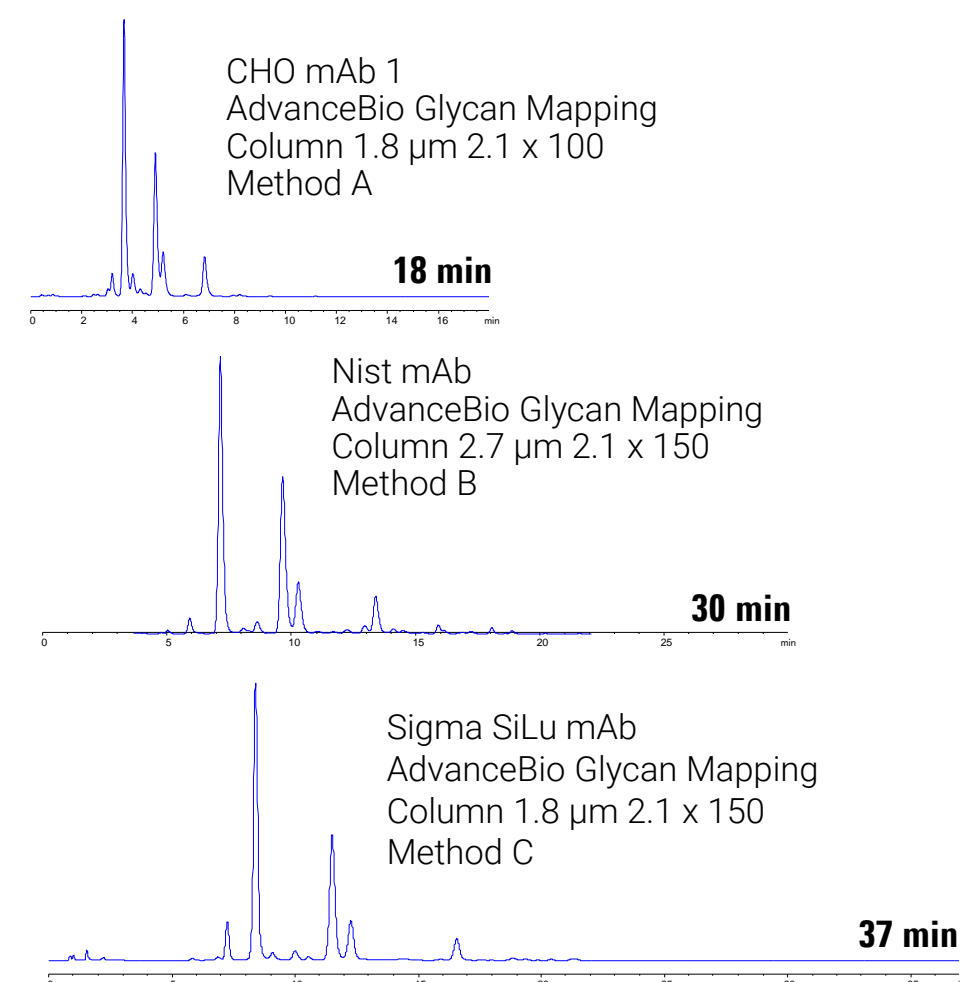 CHO mAb 1
AdvanceBio Glycan Mapping
Column 1.8 µm 2.1 x 100
Method A
18 min
0 2 4 6 8 10 12 14 16 min
Nist mAb
AdvanceBio Glycan Mapping
Column 2.7 µm 2.1 x 150
Method B
30 min
0 5 10 15 20 25 min
Sigma SiLu mAb
AdvanceBio Glycan Mapping
Column 1.8 µm 2.1 x 150
Method C
37 min